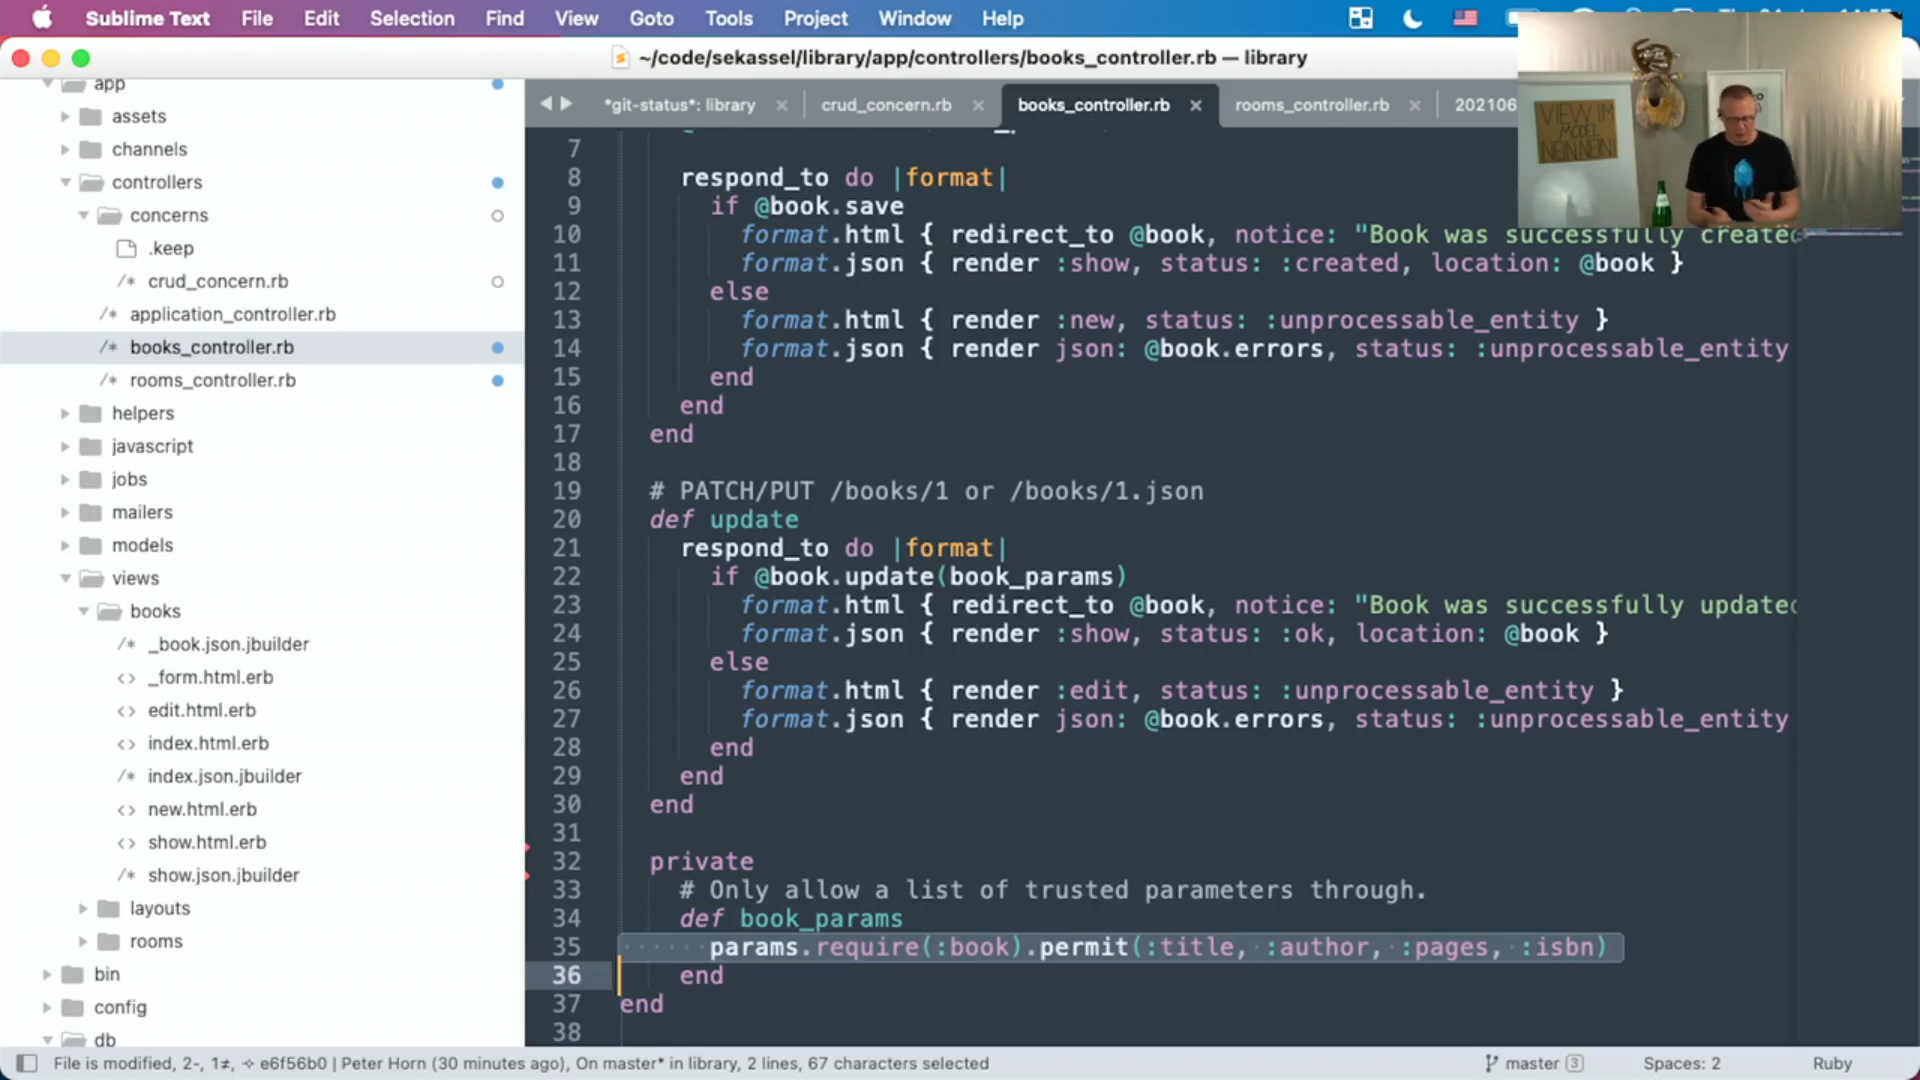 Sublime Text File Edit Selection Find View Goto Tools Project Window Help
~/code/sekassel/library/app/controllers/books_controller.rb — library
app
assets
channels
controllers
concerns
.keep
/* crud_concern.rb
/* application_controller.rb
/* books_controller.rb
/* rooms_controller.rb
helpers
javascript
jobs
mailers
models
views
books
/* _book.json.jbuilder
<> _form.html.erb
<> edit.html.erb
<> index.html.erb
/* index.json.jbuilder
<> new.html.erb
<> show.html.erb
/* show.json.jbuilder
layouts
rooms
bin
config
db
*git-status*: library × crud_concern.rb × books_controller.rb × rooms_controller.rb × 202106
7
8 respond_to do |format|
9 if @book.save
10 format.html { redirect_to @book, notice: "Book was successfully created
11 format.json { render :show, status: :created, location: @book }
12 else
13 format.html { render :new, status: :unprocessable_entity }
14 format.json { render json: @book.errors, status: :unprocessable_entity
15 end
16 end
17 end
18
19 # PATCH/PUT /books/1 or /books/1.json
20 def update
21 respond_to do |format|
22 if @book.update(book_params)
23 format.html { redirect_to @book, notice: "Book was successfully updated
24 format.json { render :show, status: :ok, location: @book }
25 else
26 format.html { render :edit, status: :unprocessable_entity }
27 format.json { render json: @book.errors, status: :unprocessable_entity
28 end
29 end
30 end
31
32 private
33 # Only allow a list of trusted parameters through.
34 def book_params
35 params.require(:book).permit(:title, :author, :pages, :isbn)
36 end
37 end
38
VIEW IM
MODEL
NEIN NEIN!
File is modified, 2-, 1≠, e6f56b0 | Peter Horn (30 minutes ago), On master* in library, 2 lines, 67 characters selected
master 3 Spaces: 2 Ruby